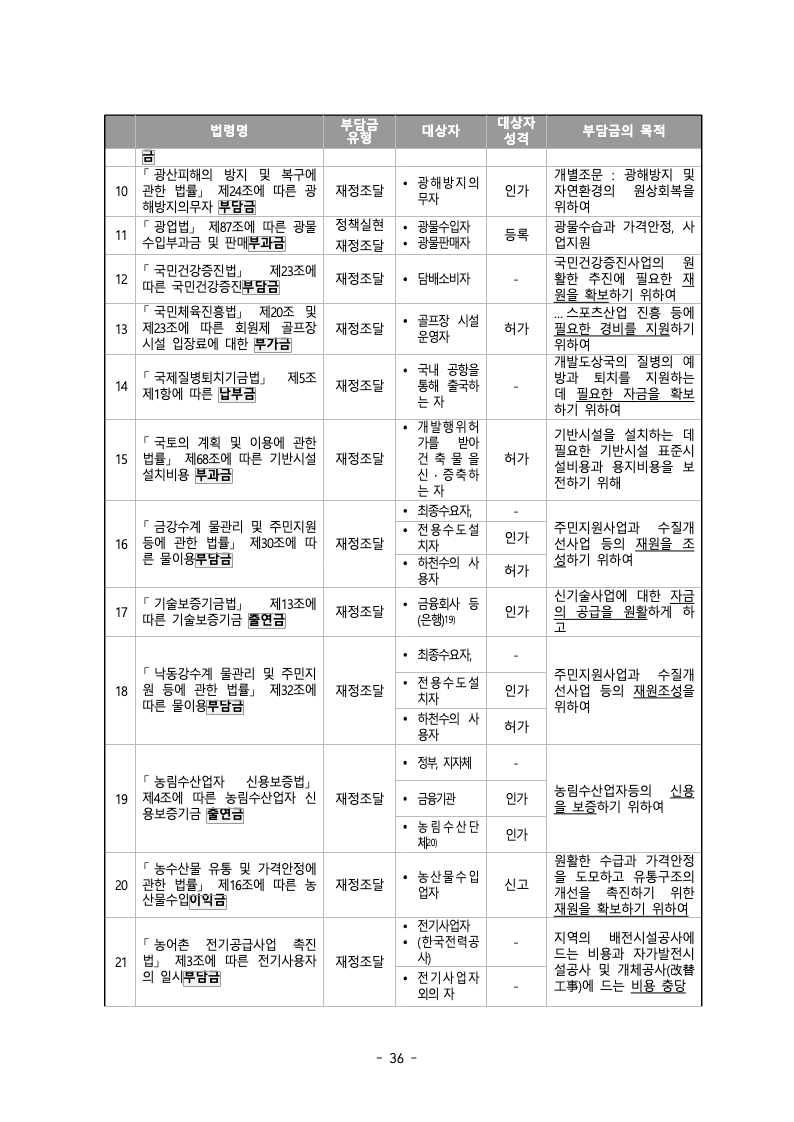 법령명
부담금
유형
대상자
대상자
성격
부담금의 목적
금
10
「광산피해의 방지 및 복구에
관한 법률」 제24조에 따른 광
해방지의무자 부담금
재정조달
• 광해방지의
무자
인가
개별조문 : 광해방지 및
자연환경의 원상회복을
위하여
11
「광업법」 제87조에 따른 광물
수입부과금 및 판매부과금
정책실현
재정조달
• 광물수입자
• 광물판매자
등록
광물수습과 가격안정, 사
업지원
12
「국민건강증진법」 제23조에
따른 국민건강증진부담금
재정조달
• 담배소비자
-
국민건강증진사업의 원
활한 추진에 필요한 재
원을 확보하기 위하여
13
「국민체육진흥법」 제20조 및
제23조에 따른 회원제 골프장
시설 입장료에 대한 부가금
재정조달
• 골프장 시설
운영자
허가
... 스포츠산업 진흥 등에
필요한 경비를 지원하기
위하여
14
「국제질병퇴치기금법」 제5조
제1항에 따른 납부금
재정조달
• 국내 공항을
통해 출국하
는 자
-
개발도상국의 질병의 예
방과 퇴치를 지원하는
데 필요한 자금을 확보
하기 위하여
15
「국토의 계획 및 이용에 관한
법률」 제68조에 따른 기반시설
설치비용 부과금
재정조달
• 개발행위허
가를 받아
건축물을
신·증축하
는 자
허가
기반시설을 설치하는 데
필요한 기반시설 표준시
설비용과 용지비용을 보
전하기 위해
16
「금강수계 물관리 및 주민지원
등에 관한 법률」 제30조에 따
른 물이용부담금
재정조달
• 최종수요자,
-
• 전용수도설
치자
인가
• 하천수의 사
용자
허가
주민지원사업과 수질개
선사업 등의 재원을 조
성하기 위하여
17
「기술보증기금법」 제13조에
따른 기술보증기금 출연금
재정조달
• 금융회사 등
(은행)19)
인가
신기술사업에 대한 자금
의 공급을 원활하게 하
고
18
「낙동강수계 물관리 및 주민지
원 등에 관한 법률」 제32조에
따른 물이용부담금
재정조달
• 최종수요자,
-
• 전용수도설
치자
인가
• 하천수의 사
용자
허가
주민지원사업과 수질개
선사업 등의 재원조성을
위하여
19
「농림수산업자 신용보증법」
제4조에 따른 농림수산업자 신
용보증기금 출연금
재정조달
• 정부, 지자체
-
• 금융기관
인가
• 농림수산단
체20)
인가
농림수산업자등의 신용
을 보증하기 위하여
20
「농수산물 유통 및 가격안정에
관한 법률」 제16조에 따른 농
산물수입이익금
재정조달
• 농산물수입
업자
신고
원활한 수급과 가격안정
을 도모하고 유통구조의
개선을 촉진하기 위한
재원을 확보하기 위하여
21
「농어촌 전기공급사업 촉진
법」 제3조에 따른 전기사용자
의 일시부담금
재정조달
• 전기사업자
• (한국전력공
사)
-
• 전기사업자
외의 자
-
지역의 배전시설공사에
드는 비용과 자가발전시
설공사 및 개체공사(改替
工事)에 드는 비용 충당
- 36 -